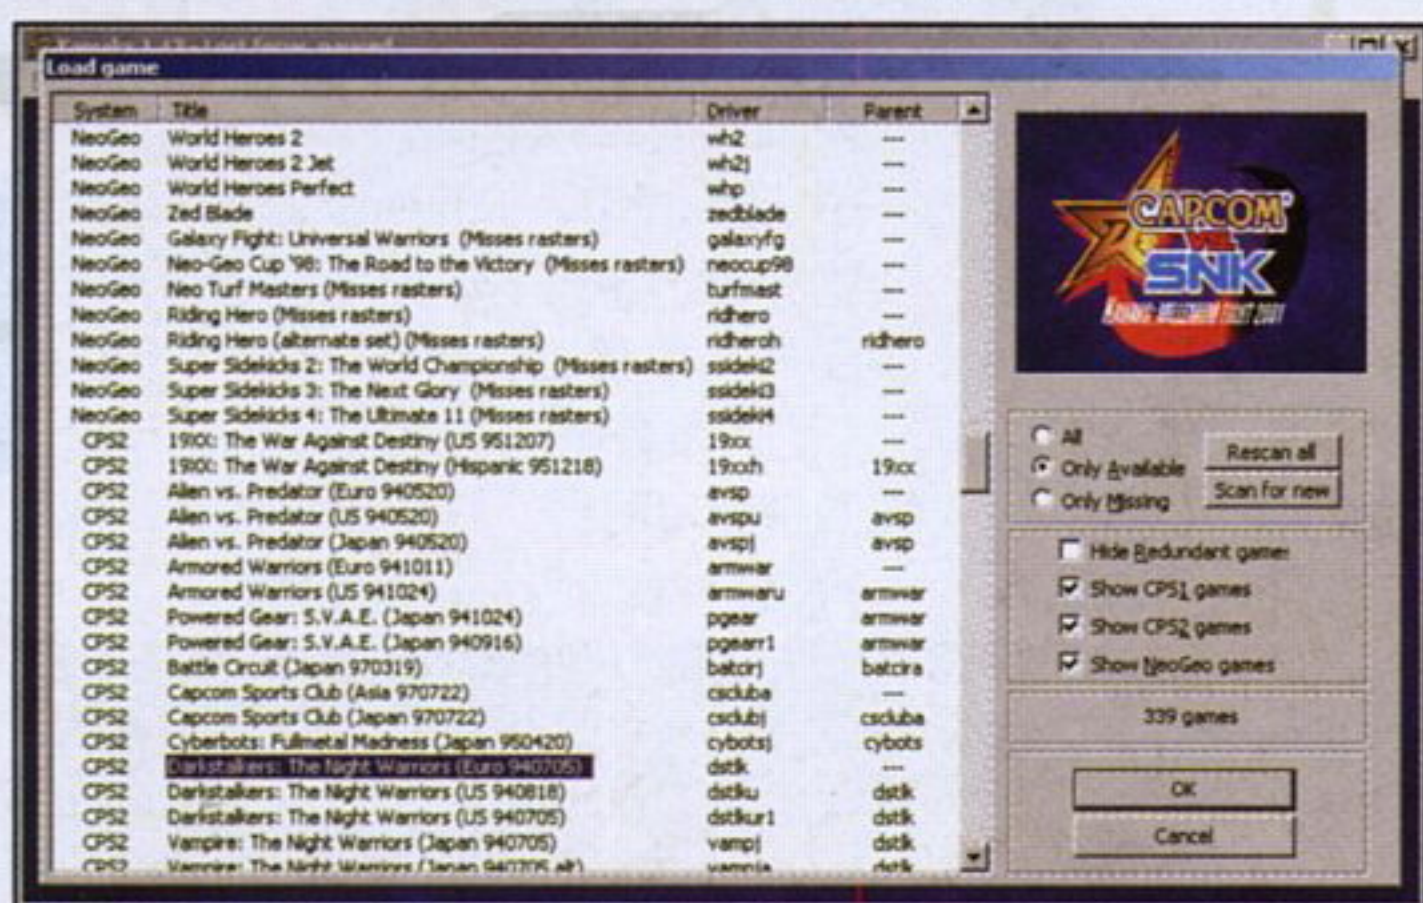 Load game
System Title Driver Parent
NeoGeo World Heroes 2 wh2 ---
NeoGeo World Heroes 2 Jet wh2j ---
NeoGeo World Heroes Perfect whp ---
NeoGeo Zed Blade zedblade ---
NeoGeo Galaxy Fight: Universal Warriors (Misses rasters) galaxyfg ---
NeoGeo Neo-Geo Cup '98: The Road to the Victory (Misses rasters) neocup98 ---
NeoGeo Neo Turf Masters (Misses rasters) turfmast ---
NeoGeo Riding Hero (Misses rasters) ridhero ---
NeoGeo Riding Hero (alternate set) (Misses rasters) ridheroh ridhero
NeoGeo Super Sidekicks 2: The World Championship (Misses rasters) ssideki2 ---
NeoGeo Super Sidekicks 3: The Next Glory (Misses rasters) ssideki3 ---
NeoGeo Super Sidekicks 4: The Ultimate 11 (Misses rasters) ssideki4 ---
CPS2 19XX: The War Against Destiny (US 951207) 19xx ---
CPS2 19XX: The War Against Destiny (Hispanic 951218) 19xxh 19xx
CPS2 Alien vs. Predator (Euro 940520) avsp ---
CPS2 Alien vs. Predator (US 940520) avspu avsp
CPS2 Alien vs. Predator (Japan 940520) avspj avsp
CPS2 Armored Warriors (Euro 941011) armwar ---
CPS2 Armored Warriors (US 941024) armwaru armwar
CPS2 Powered Gear: S.V.A.E. (Japan 941024) pgear armwar
CPS2 Powered Gear: S.V.A.E. (Japan 940916) pgearr1 armwar
CPS2 Battle Circuit (Japan 970319) batcirj batcira
CPS2 Capcom Sports Club (Asia 970722) cscluba ---
CPS2 Capcom Sports Club (Japan 970722) csclubj cscluba
CPS2 Cyberbots: Fullmetal Madness (Japan 950420) cybotsj cybots
CPS2 Darkstalkers: The Night Warriors (Euro 940705) dstlk ---
CPS2 Darkstalkers: The Night Warriors (US 940818) dstlku dstlk
CPS2 Darkstalkers: The Night Warriors (US 940705) dstlkur1 dstlk
CPS2 Vampire: The Night Warriors (Japan 940705) vampj dstlk
CPS2 Vampire: The Night Warriors (Japan 940705 alt) vampja dstlk
CAPCOM
VS.
SNK
All
Only Available
Only Missing
Rescan all
Scan for new
Hide Redundant games
Show CPS1 games
Show CPS2 games
Show NeoGeo games
339 games
OK
Cancel